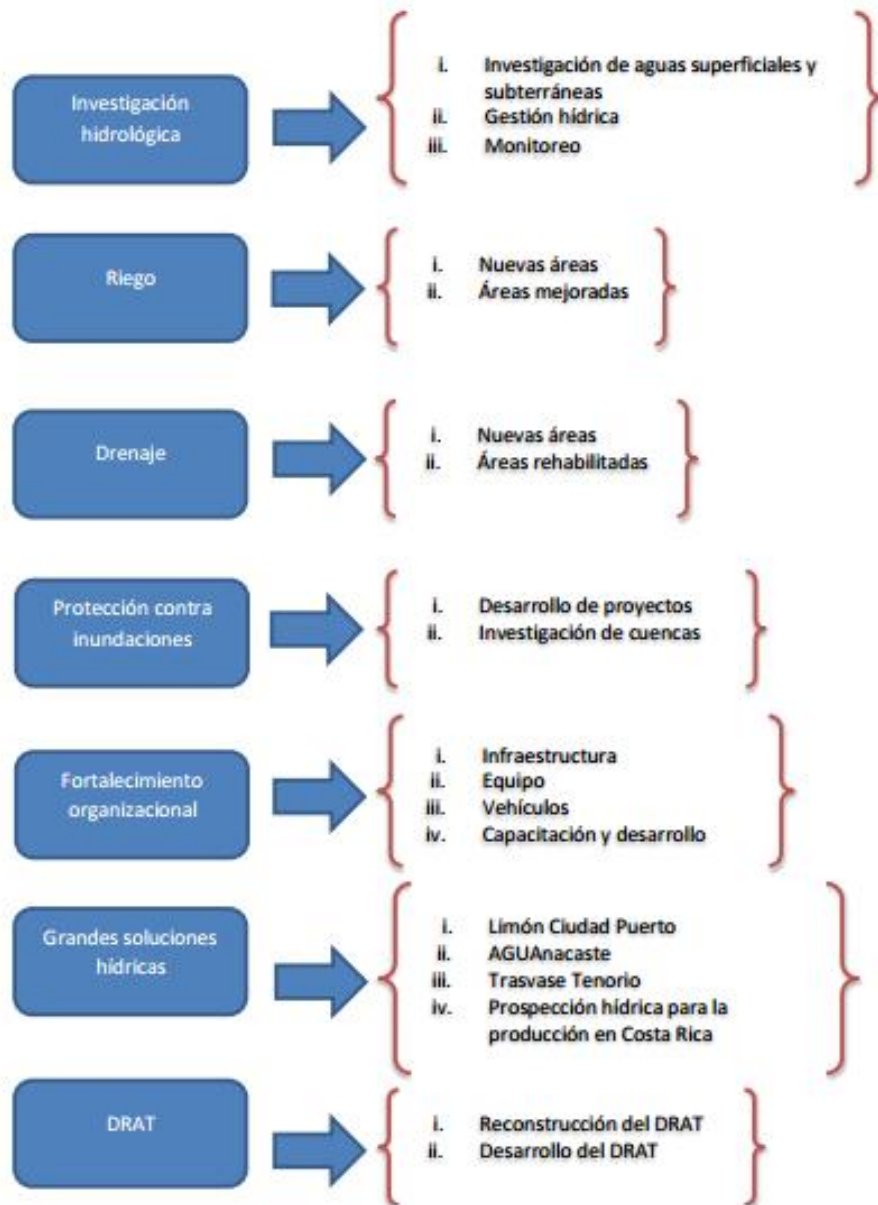 Investigación
hidrológica
i. Investigación de aguas superficiales y
subterráneas
ii. Gestión hídrica
iii. Monitoreo
Riego
i. Nuevas áreas
ii. Áreas mejoradas
Drenaje
i. Nuevas áreas
ii. Áreas rehabilitadas
Protección contra
inundaciones
i. Desarrollo de proyectos
ii. Investigación de cuencas
Fortalecimiento
organizacional
i. Infraestructura
ii. Equipo
iii. Vehículos
iv. Capacitación y desarrollo
Grandes soluciones
hídricas
i. Limón Ciudad Puerto
ii. AGUAnacaste
iii. Trasvase Tenorio
iv. Prospección hídrica para la
producción en Costa Rica
DRAT
i. Reconstrucción del DRAT
ii. Desarrollo del DRAT